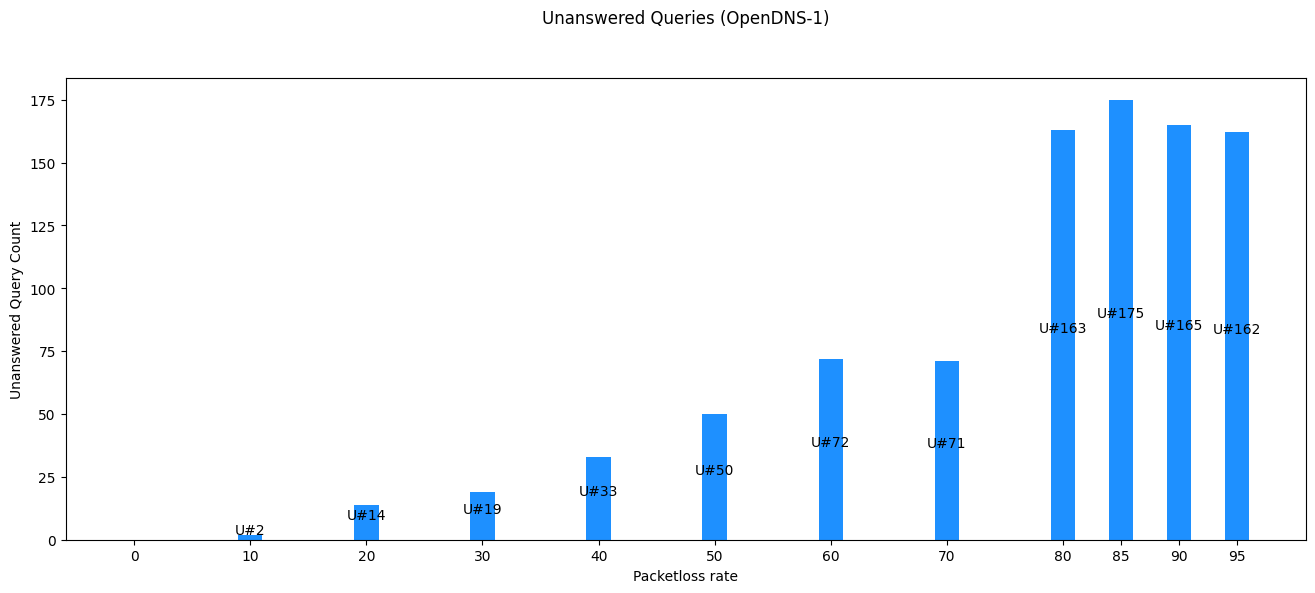 Unanswered Queries (OpenDNS-1)
Unanswered Query Count
175
150
125
100
75
50
25
0
U#2
U#14
U#19
U#33
U#50
U#72
U#71
U#163
U#175
U#165
U#162
0 10 20 30 40 50 60 70 80 85 90 95
Packetloss rate